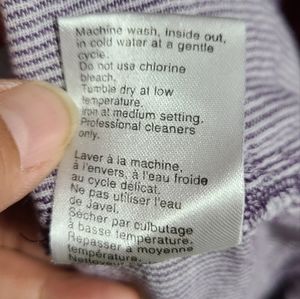 Machine wash, inside out,
in cold water at a gentle
cycle.
Do not use chlorine
bleach.
Tumble dry at low
temperature.
Iron at medium setting.
Professional cleaners
only.
Laver à la machine,
à l'envers, à l'eau froide
au cycle délicat.
Ne pas utiliser l'eau
de Javel.
Sécher par culbutage
à basse température.
Repasser à moyenne
température.